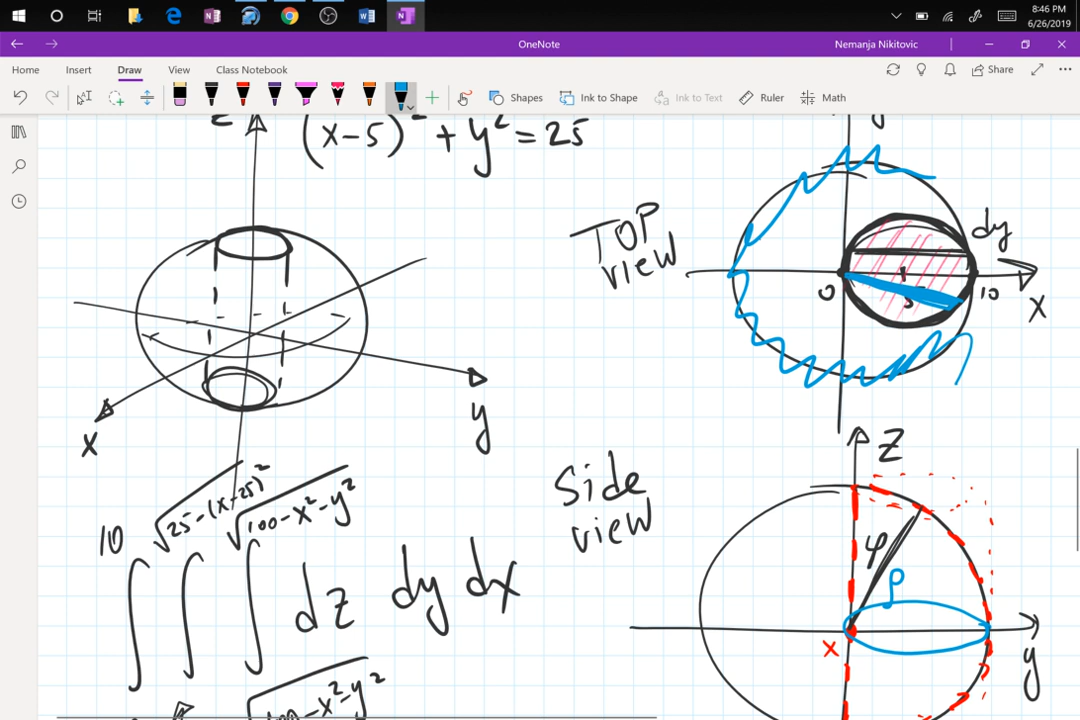 8:46 PM
6/26/2019
OneNote
Nemanja Nikitovic
Home Insert Draw View Class Notebook
Share
Shapes
Ink to Shape
Ink to Text
Ruler
Math
z
(x-5)² + y² = 25
y
TOP
view
dy
0
5
10
x
x
y
z
Side
view
φ
ρ
x
y
10
√25-(x-25)²
√100-x²-y²
∫ ∫ ∫ dz dy dx
√100-x²-y²